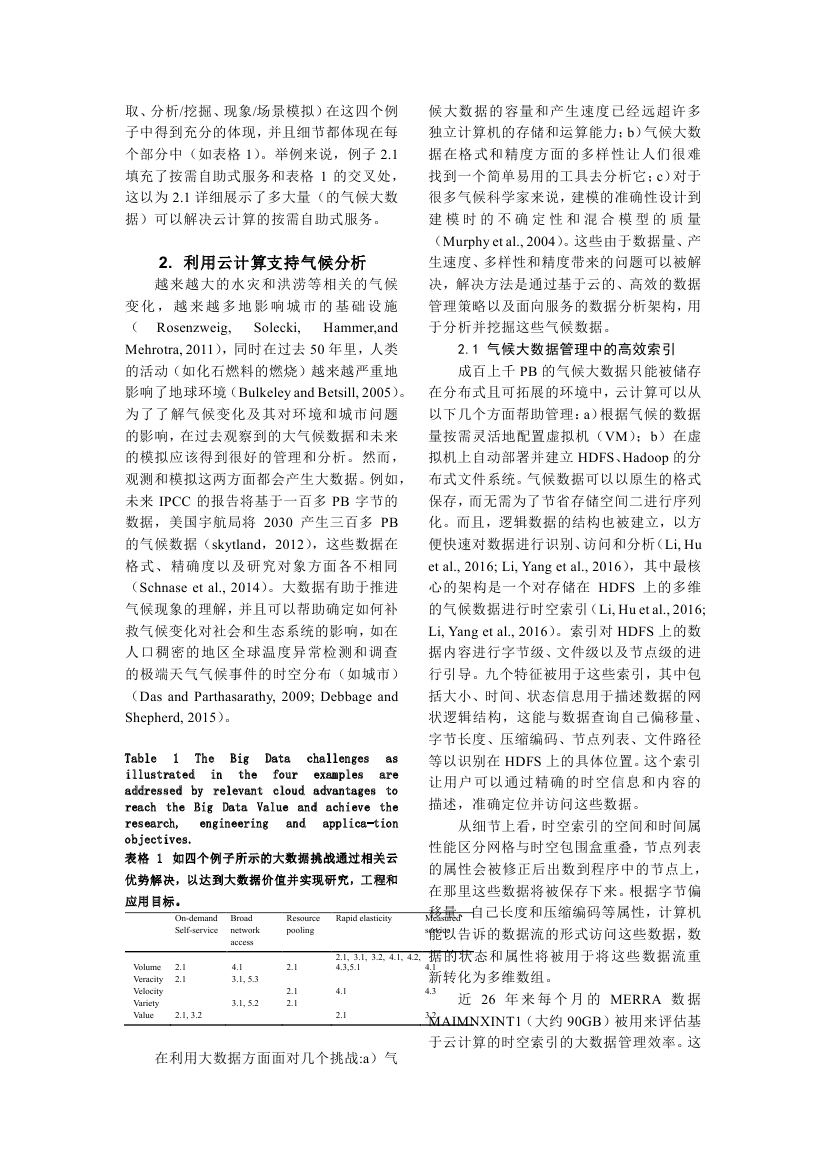 取、分析/挖掘、现象/场景模拟）在这四个例
子中得到充分的体现，并且细节都体现在每
个部分中（如表格 1）。举例来说，例子 2.1
填充了按需自助式服务和表格 1 的交叉处，
这以为 2.1 详细展示了多大量（的气候大数
据）可以解决云计算的按需自助式服务。
2. 利用云计算支持气候分析
越来越大的水灾和洪涝等相关的气候
变化，越来越多地影响城市的基础设施
（ Rosenzweig, Solecki, Hammer,and
Mehrotra, 2011），同时在过去 50 年里，人类
的活动（如化石燃料的燃烧）越来越严重地
影响了地球环境（Bulkeley and Betsill, 2005）。
为了了解气候变化及其对环境和城市问题
的影响，在过去观察到的大气候数据和未来
的模拟应该得到很好的管理和分析。然而，
观测和模拟这两方面都会产生大数据。例如，
未来 IPCC 的报告将基于一百多 PB 字节的
数据，美国宇航局将 2030 产生三百多 PB
的气候数据（skytland，2012），这些数据在
格式、精确度以及研究对象方面各不相同
（Schnase et al., 2014）。大数据有助于推进
气候现象的理解，并且可以帮助确定如何补
救气候变化对社会和生态系统的影响，如在
人口稠密的地区全球温度异常检测和调查
的极端天气气候事件的时空分布（如城市）
（Das and Parthasarathy, 2009; Debbage and
Shepherd, 2015）。
Table 1 The Big Data challenges as
illustrated in the four examples are
addressed by relevant cloud advantages to
reach the Big Data Value and achieve the
research, engineering and applica-tion
objectives.
表格 1 如四个例子所示的大数据挑战通过相关云
优势解决，以达到大数据价值并实现研究，工程和
应用目标。
On-demand Broad Resource Rapid elasticity Measured
Self-service network pooling service
access
2.1, 3.1, 3.2, 4.1, 4.2,
Volume 2.1 4.1 2.1 4.3,5.1 4.1
Veracity 2.1 3.1, 5.3
Velocity 2.1 4.1 4.3
Variety 3.1, 5.2 2.1
Value 2.1, 3.2 2.1 3.2
在利用大数据方面面对几个挑战:a）气
候大数据的容量和产生速度已经远超许多
独立计算机的存储和运算能力；b）气候大数
据在格式和精度方面的多样性让人们很难
找到一个简单易用的工具去分析它；c）对于
很多气候科学家来说，建模的准确性设计到
建模时的不确定性和混合模型的质量
（Murphy et al., 2004）。这些由于数据量、产
生速度、多样性和精度带来的问题可以被解
决，解决方法是通过基于云的、高效的数据
管理策略以及面向服务的数据分析架构，用
于分析并挖掘这些气候数据。
2.1 气候大数据管理中的高效索引
成百上千 PB 的气候大数据只能被储存
在分布式且可拓展的环境中，云计算可以从
以下几个方面帮助管理：a）根据气候的数据
量按需灵活地配置虚拟机（VM）；b）在虚
拟机上自动部署并建立 HDFS、Hadoop 的分
布式文件系统。气候数据可以以原生的格式
保存，而无需为了节省存储空间二进行序列
化。而且，逻辑数据的结构也被建立，以方
便快速对数据进行识别、访问和分析（Li, Hu
et al., 2016; Li, Yang et al., 2016），其中最核
心的架构是一个对存储在 HDFS 上的多维
的气候数据进行时空索引（Li, Hu et al., 2016;
Li, Yang et al., 2016）。索引对 HDFS 上的数
据内容进行字节级、文件级以及节点级的进
行引导。九个特征被用于这些索引，其中包
括大小、时间、状态信息用于描述数据的网
状逻辑结构，这能与数据查询自己偏移量、
字节长度、压缩编码、节点列表、文件路径
等以识别在 HDFS 上的具体位置。这个索引
让用户可以通过精确的时空信息和内容的
描述，准确定位并访问这些数据。
从细节上看，时空索引的空间和时间属
性能区分网格与时空包围盒重叠，节点列表
的属性会被修正后出数到程序中的节点上，
在那里这些数据将被保存下来。根据字节偏
移量、自己长度和压缩编码等属性，计算机
能以告诉的数据流的形式访问这些数据，数
据的状态和属性将被用于将这些数据流重
新转化为多维数组。
近 26 年来每个月的 MERRA 数据
MAIMNXINT1（大约 90GB）被用来评估基
于云计算的时空索引的大数据管理效率。这